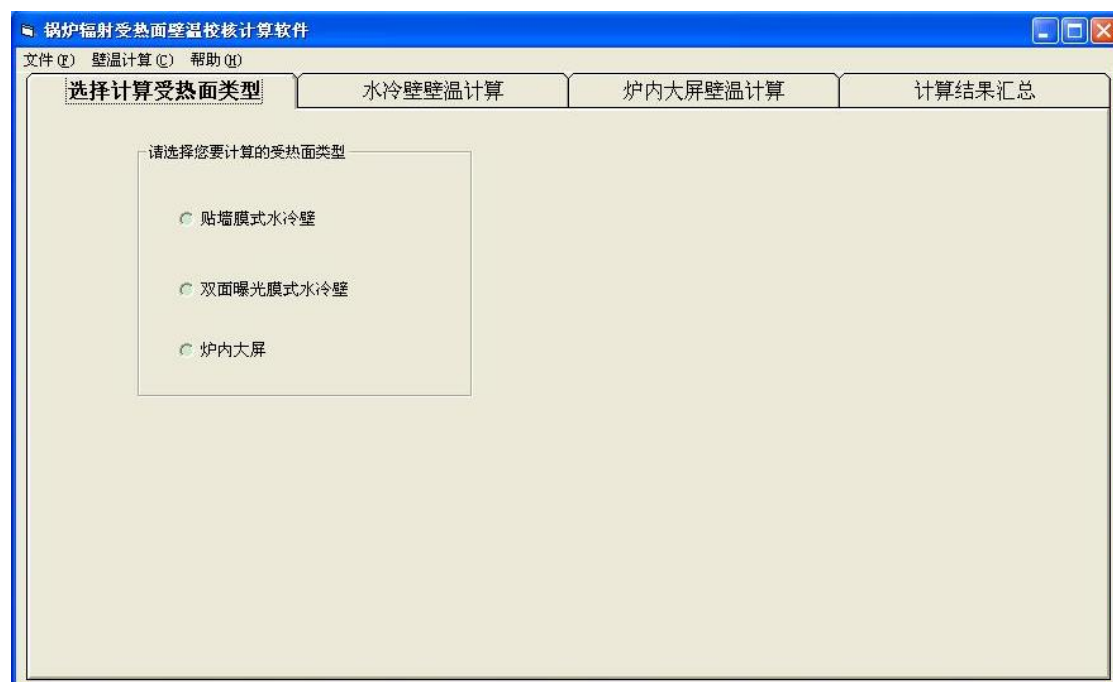 锅炉辐射受热面壁温校核计算软件
文件(F) 壁温计算(C) 帮助(H)
选择计算受热面类型 水冷壁壁温计算 炉内大屏壁温计算 计算结果汇总
请选择您要计算的受热面类型
贴墙膜式水冷壁
双面曝光膜式水冷壁
炉内大屏